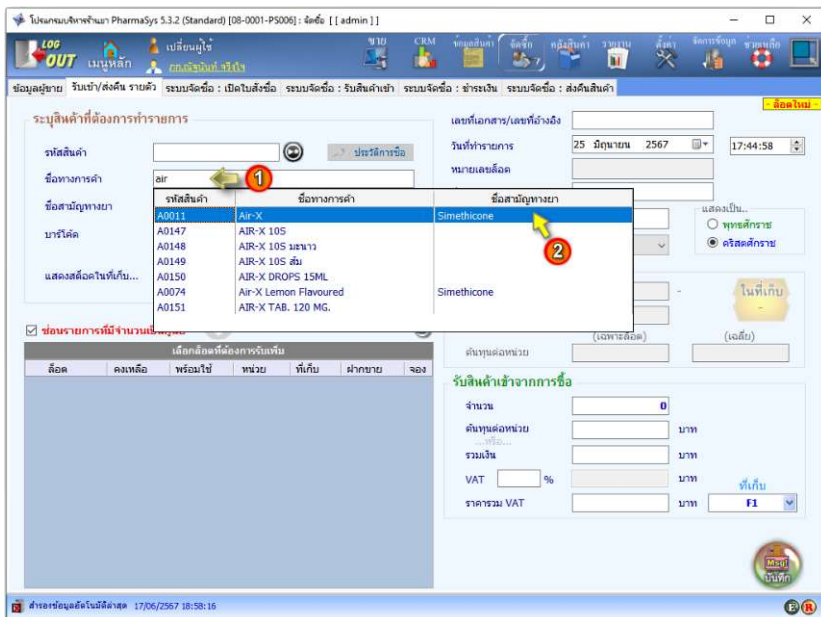 โปรแกรมบริหารร้านยา PharmaSys 5.3.2 (Standard) [08-0001-PS006] : จัดซื้อ [ [ admin ] ]
LOG OUT
เมนูหลัก
เปลี่ยนผู้ใช้
ขาย
CRM
ข้อมูลสินค้า
จัดซื้อ
คลังสินค้า
รายงาน
ตั้งค่า
จัดการข้อมูล
ช่วยเหลือ
ข้อมูลผู้ขาย รับเข้า/ส่งคืน รายตัว ระบบจัดซื้อ : เปิดใบสั่งซื้อ ระบบจัดซื้อ : รับสินค้าเข้า ระบบจัดซื้อ : ชำระเงิน ระบบจัดซื้อ : ส่งคืนสินค้า
- ล็อตใหม่ -
ระบุสินค้าที่ต้องการทำรายการ
รหัสสินค้า
ประวัติการซื้อ
ชื่อทางการค้า air
1
ชื่อสามัญทางยา
บาร์โค้ด
แสดงสต็อคในที่เก็บ...
รหัสสินค้า ชื่อทางการค้า ชื่อสามัญทางยา
A0011 Air-X Simethicone
A0147 AIR-X 10S
A0148 AIR-X 10S มะนาว
A0149 AIR-X 10S ส้ม
A0150 AIR-X DROPS 15ML
A0074 Air-X Lemon Flavoured Simethicone
A0151 AIR-X TAB. 120 MG.
2
เลขที่เอกสาร/เลขที่อ้างอิง
วันที่ทำรายการ 25 มิถุนายน 2567 17:44:58
หมายเลขล็อต
แสดงเป็น...
พุทธศักราช
คริสตศักราช
- ในที่เก็บ
-
ซ่อนรายการที่มีจำนวน
(เฉพาะล็อต) (เฉลี่ย)
ต้นทุนต่อหน่วย
เลือกล็อตที่ต้องการรับเพิ่ม
ล็อต คงเหลือ พร้อมใช้ หน่วย ที่เก็บ ฝากขาย จอง
รับสินค้าเข้าจากการซื้อ
จำนวน 0
ต้นทุนต่อหน่วย บาท
...หรือ...
รวมเงิน บาท
VAT % บาท
ที่เก็บ
ราคารวม VAT บาท F1
บันทึก
สำรองข้อมูลอัตโนมัติล่าสุด 17/06/2567 18:58:16
E R